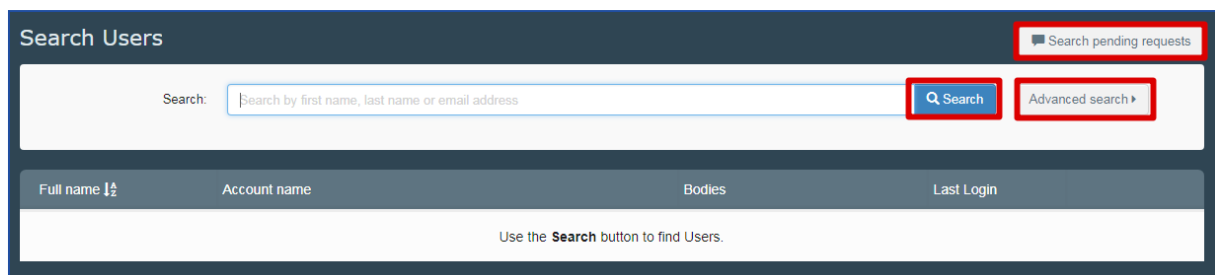 Search Users
Search pending requests
Search: Search by first name, last name or email address Search Advanced search
Full name Account name Bodies Last Login
Use the Search button to find Users.